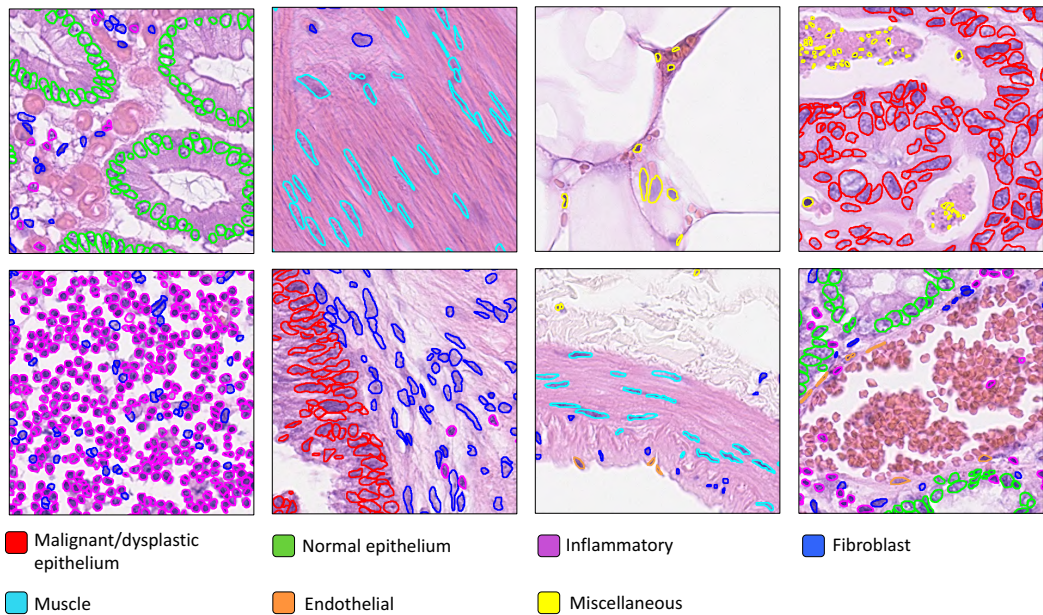 Malignant/dysplastic
epithelium
Normal epithelium
Inflammatory
Fibroblast
Muscle
Endothelial
Miscellaneous